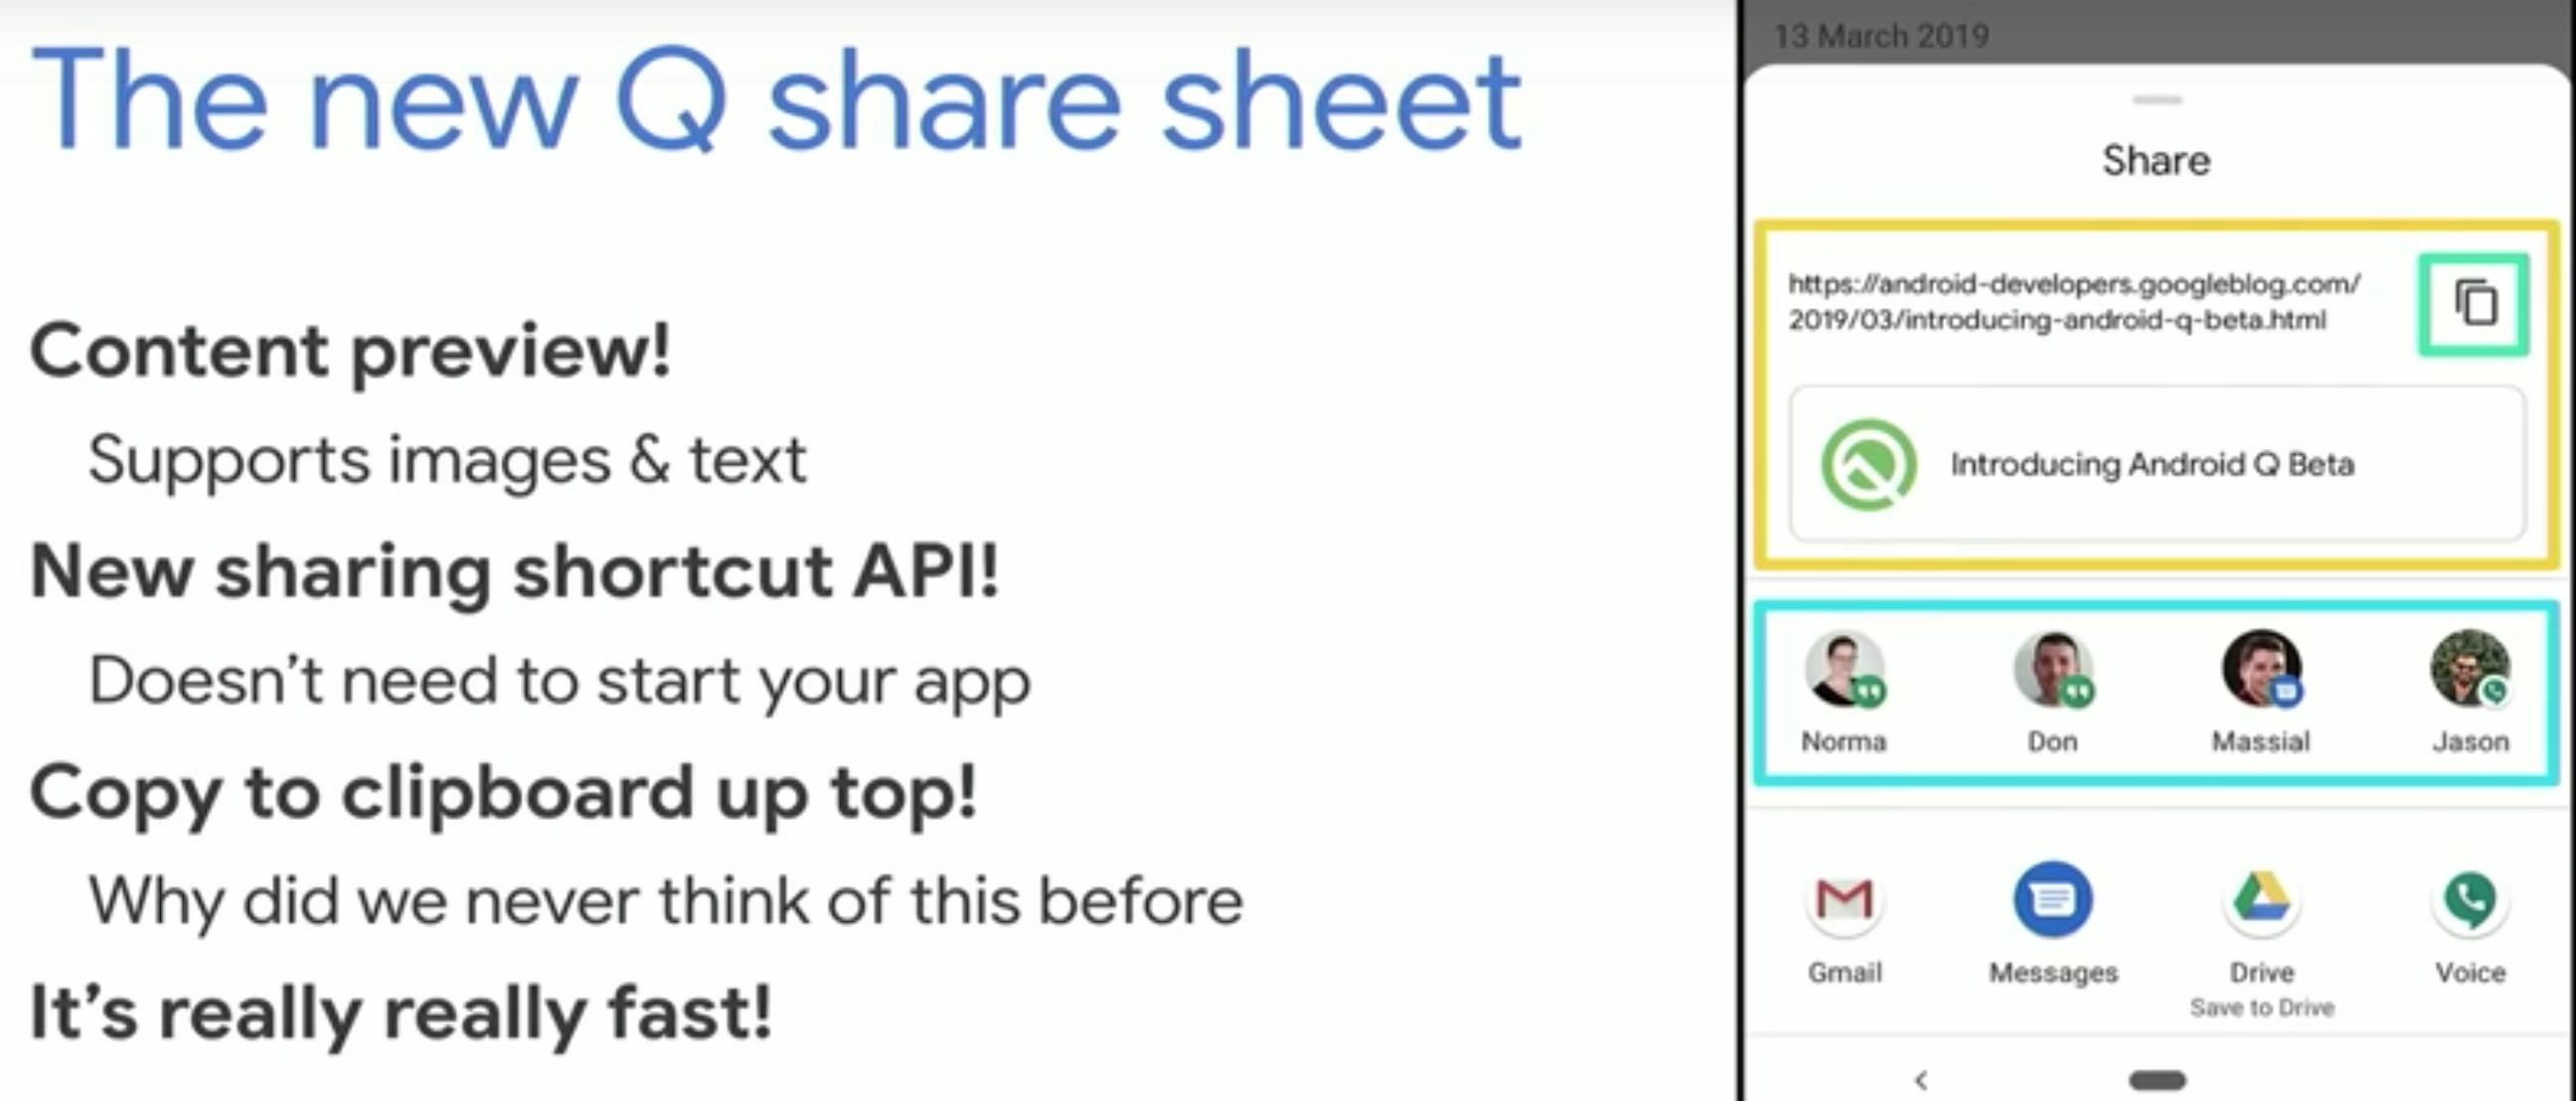 The new Q share sheet
Content preview!
Supports images & text
New sharing shortcut API!
Doesn’t need to start your app
Copy to clipboard up top!
Why did we never think of this before
It’s really really fast!
13 March 2019
Share
https://android-developers.googleblog.com/
2019/03/introducing-android-q-beta.html
Introducing Android Q Beta
Norma Don Massial Jason
Gmail Messages Drive Voice
Save to Drive